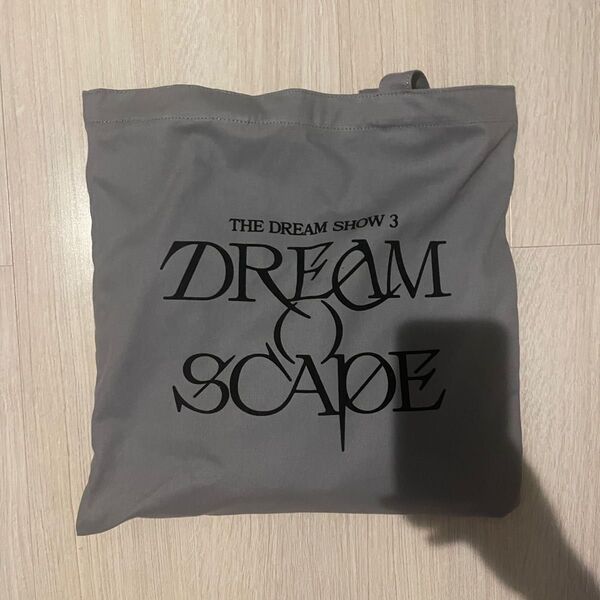 THE DREAM SHOW 3
DREAM
( )
SCAPE